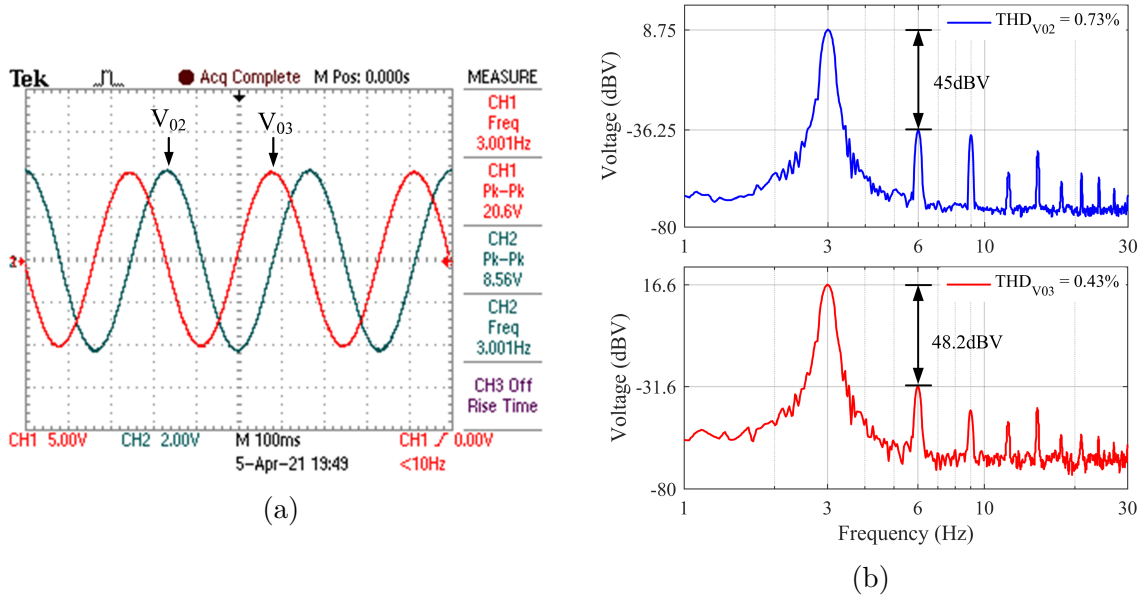 Tek
Acq Complete
M Pos: 0.000s
MEASURE
CH1
Freq
3.001Hz
CH1
Pk-Pk
20.6V
CH2
Pk-Pk
8.56V
CH2
Freq
3.001Hz
CH3 Off
Rise Time
V02
V03
2
CH1 5.00V
CH2 2.00V
M 100ms
CH1 / 0.00V
5-Apr-21 19:49
<10Hz
(a)
THDV02 = 0.73%
8.75
-36.25
-80
Voltage (dBV)
45dBV
1
3
6
10
30
THDV03 = 0.43%
16.6
-31.6
-80
Voltage (dBV)
48.2dBV
1
3
6
10
30
Frequency (Hz)
(b)